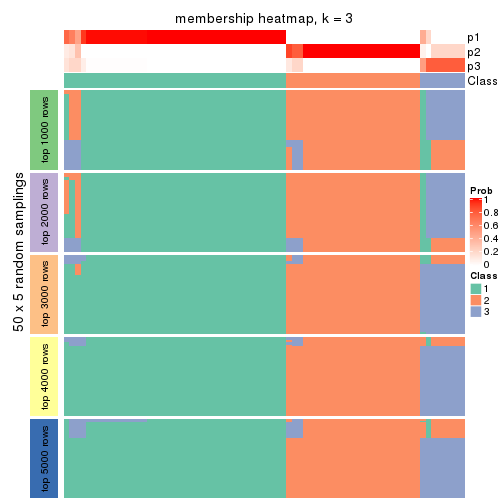 membership heatmap, k = 3
p1
p2
p3
Class
50 x 5 random samplings
top 1000 rows
top 2000 rows
top 3000 rows
top 4000 rows
top 5000 rows
Prob
1
0.8
0.6
0.4
0.2
0
Class
1
2
3